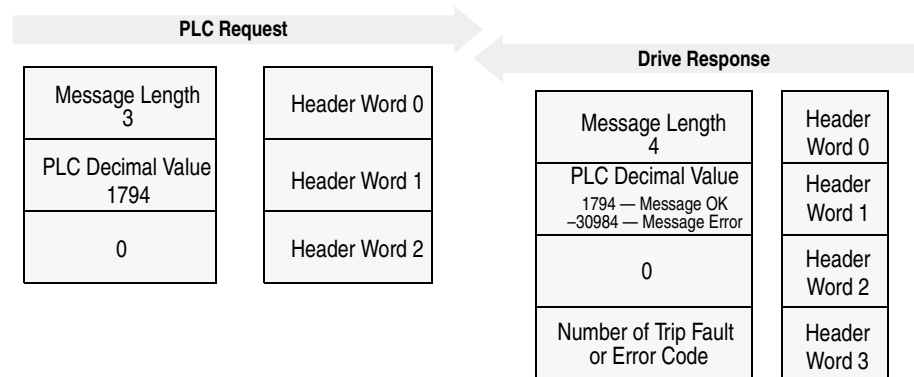 PLC Request
Message Length
3
Header Word 0
PLC Decimal Value
1794
Header Word 1
0
Header Word 2
Drive Response
Message Length
4
Header
Word 0
PLC Decimal Value
1794 — Message OK
–30984 — Message Error
Header
Word 1
0
Header
Word 2
Number of Trip Fault
or Error Code
Header
Word 3